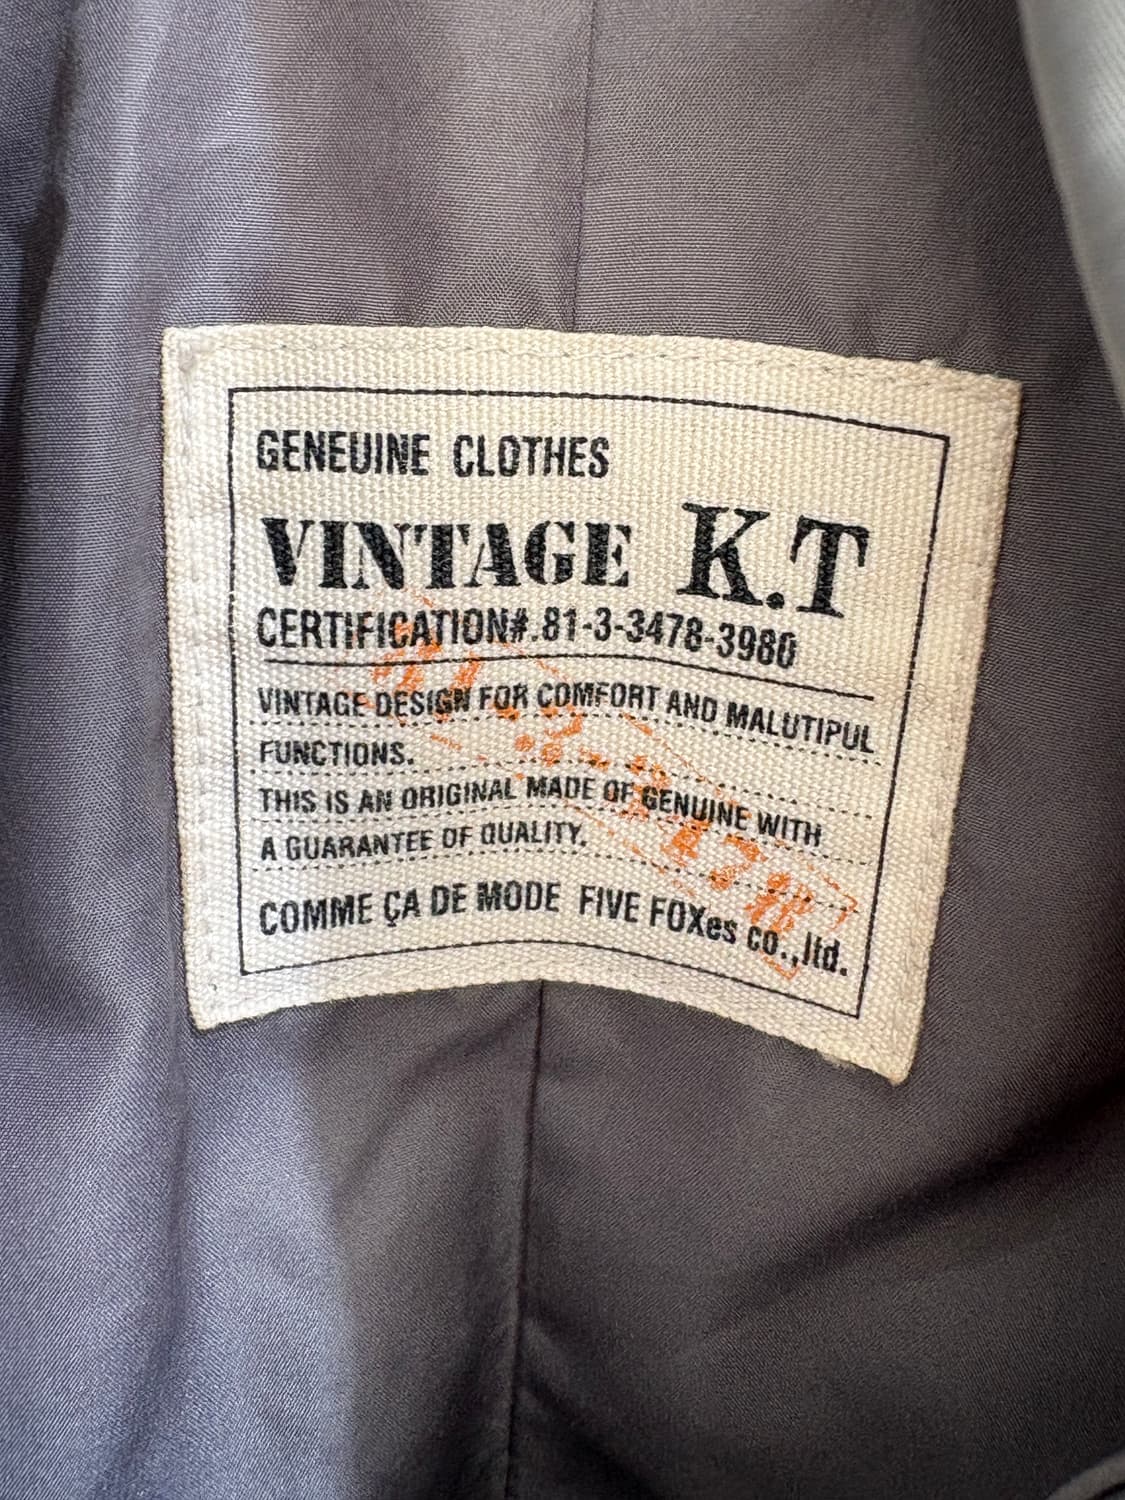 GENEUINE CLOTHES
VINTAGE K.T
CERTIFICATION#.81-3-3478-3980
VINTAGE DESIGN FOR COMFORT AND MALUTIPUL
FUNCTIONS.
THIS IS AN ORIGINAL MADE OF GENUINE WITH
A GUARANTEE OF QUALITY.
COMME ÇA DE MODE FIVE FOXes co.,ltd.